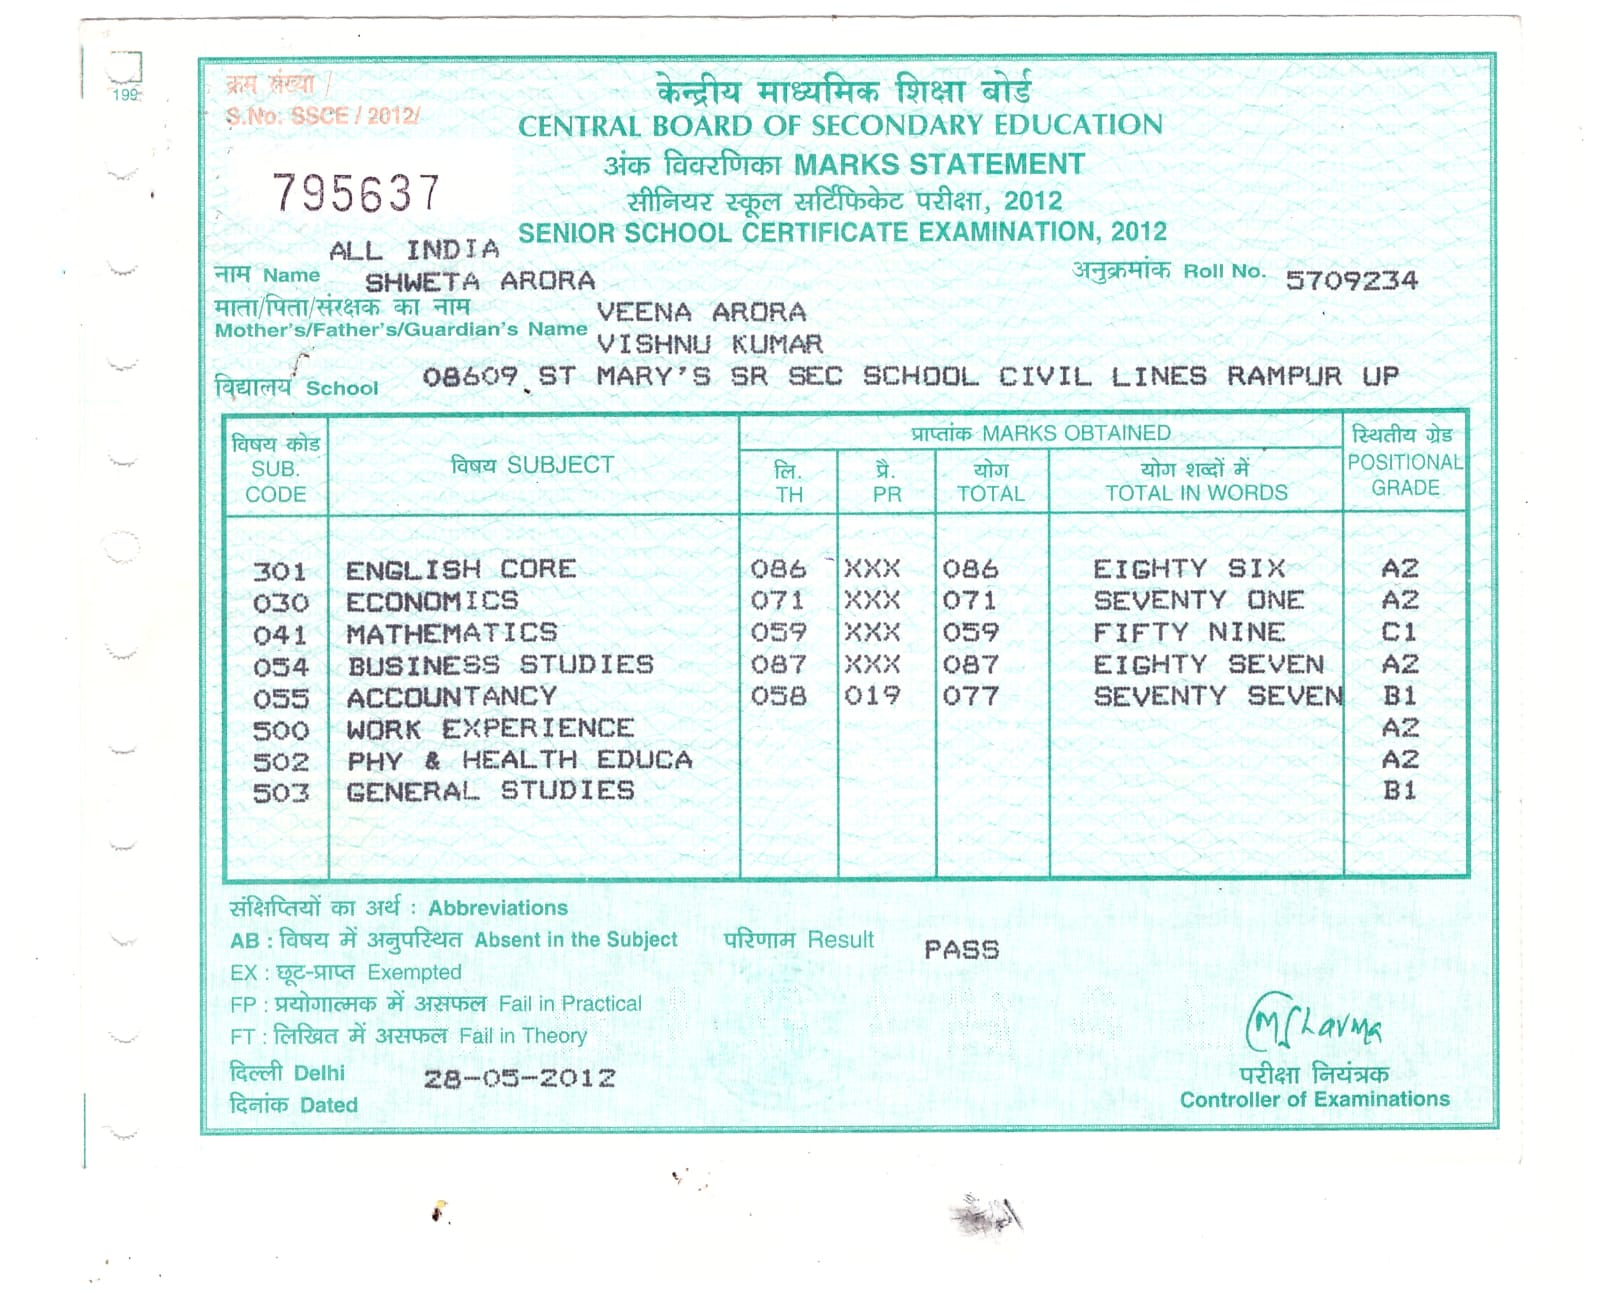 199
क्रम संख्या /
S.No: SSCE / 2012/
795637
केन्द्रीय माध्यमिक शिक्षा बोर्ड
CENTRAL BOARD OF SECONDARY EDUCATION
अंक विवरणिका MARKS STATEMENT
सीनियर स्कूल सर्टिफिकेट परीक्षा, 2012
SENIOR SCHOOL CERTIFICATE EXAMINATION, 2012
ALL INDIA
नाम Name SHWETA ARORA अनुक्रमांक Roll No. 5709234
माता/पिता/संरक्षक का नाम VEENA ARORA
Mother's/Father's/Guardian's Name VISHNU KUMAR
विद्यालय School 08609 ST MARY'S SR SEC SCHOOL CIVIL LINES RAMPUR UP
विषय कोड SUB. CODE विषय SUBJECT प्राप्तांक MARKS OBTAINED स्थितीय ग्रेड POSITIONAL GRADE
लि. TH प्रै. PR योग TOTAL योग शब्दों में TOTAL IN WORDS
301 ENGLISH CORE 086 XXX 086 EIGHTY SIX A2
030 ECONOMICS 071 XXX 071 SEVENTY ONE A2
041 MATHEMATICS 059 XXX 059 FIFTY NINE C1
054 BUSINESS STUDIES 087 XXX 087 EIGHTY SEVEN A2
055 ACCOUNTANCY 058 019 077 SEVENTY SEVEN B1
500 WORK EXPERIENCE A2
502 PHY & HEALTH EDUCA A2
503 GENERAL STUDIES B1
संक्षिप्तियों का अर्थ : Abbreviations
AB : विषय में अनुपस्थित Absent in the Subject परिणाम Result PASS
EX : छूट-प्राप्त Exempted
FP : प्रयोगात्मक में असफल Fail in Practical
FT : लिखित में असफल Fail in Theory
दिल्ली Delhi 28-05-2012
दिनांक Dated
MSharma
परीक्षा नियंत्रक
Controller of Examinations